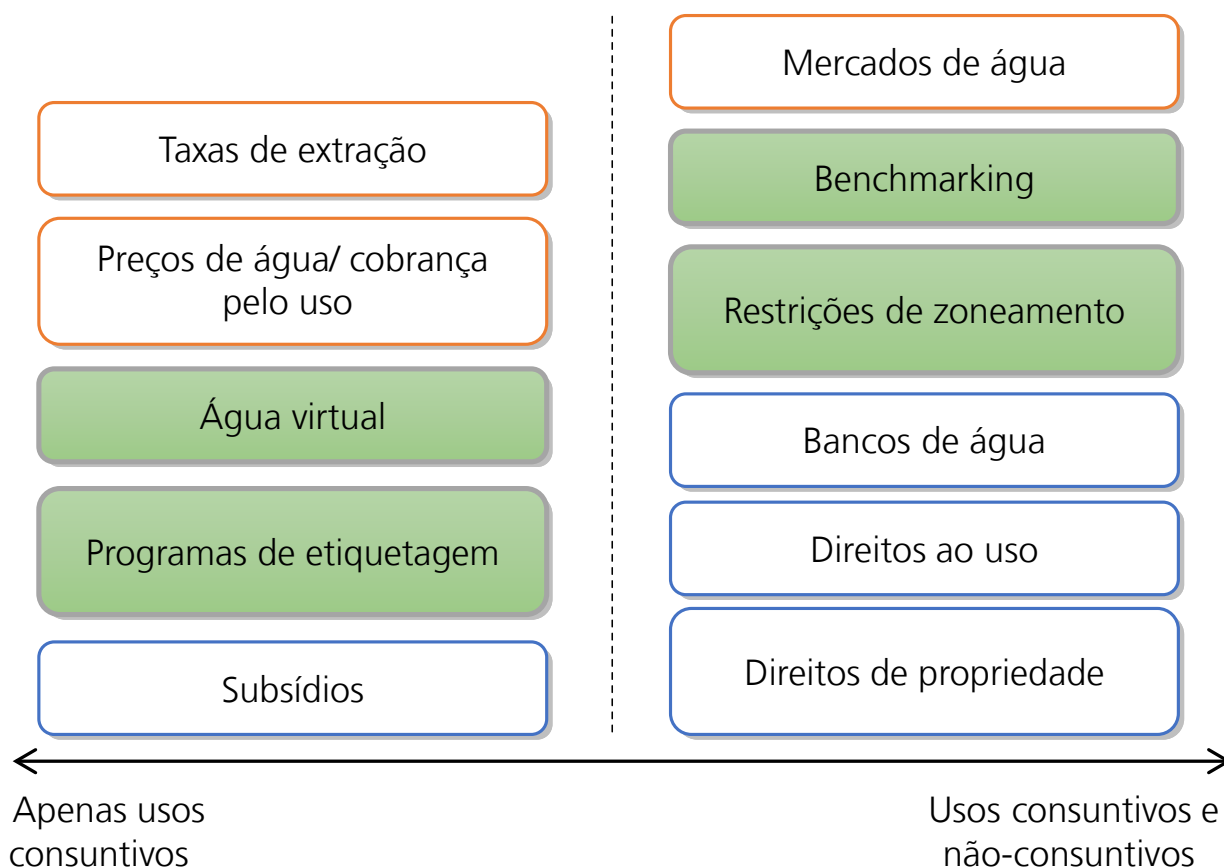 Taxas de extração
Preços de água/ cobrança
pelo uso
Água virtual
Programas de etiquetagem
Subsídios
Mercados de água
Benchmarking
Restrições de zoneamento
Bancos de água
Direitos ao uso
Direitos de propriedade
Apenas usos
consuntivos
Usos consuntivos e
não-consuntivos